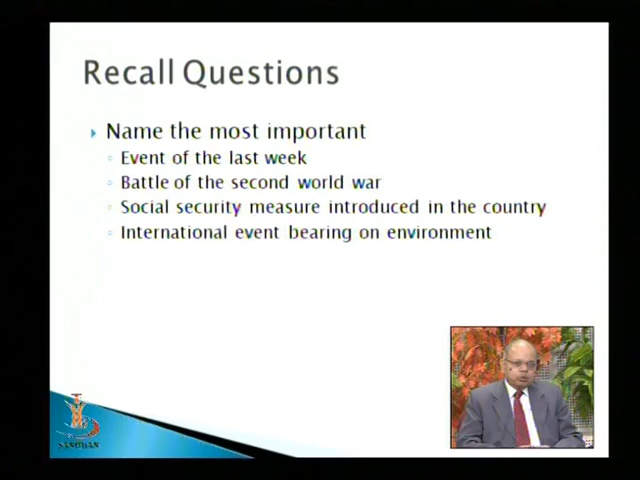 Recall Questions
Name the most important
Event of the last week
Battle of the second world war
Social security measure introduced in the country
International event bearing on environment
SANDHAN